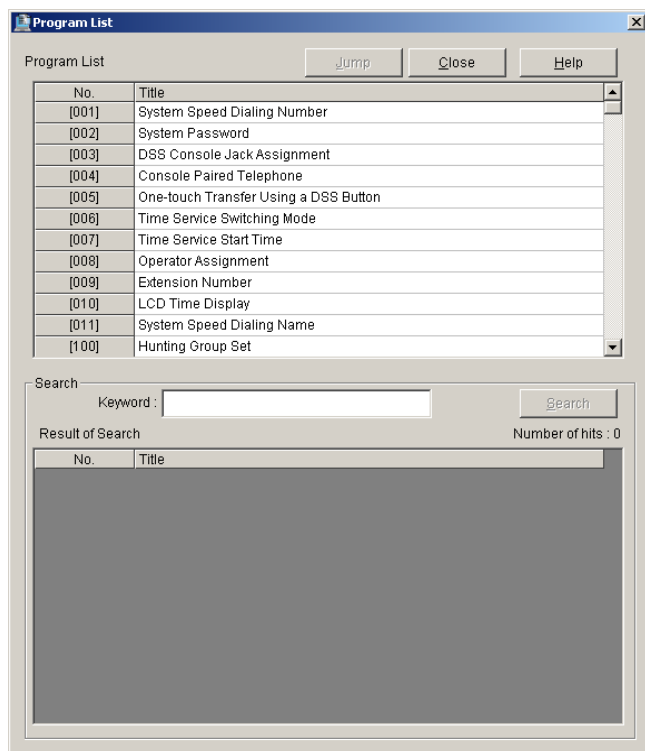 Program List
Program List Jump Close Help
No. Title
[001] System Speed Dialing Number
[002] System Password
[003] DSS Console Jack Assignment
[004] Console Paired Telephone
[005] One-touch Transfer Using a DSS Button
[006] Time Service Switching Mode
[007] Time Service Start Time
[008] Operator Assignment
[009] Extension Number
[010] LCD Time Display
[011] System Speed Dialing Name
[100] Hunting Group Set
Search
Keyword : Search
Result of Search Number of hits : 0
No. Title